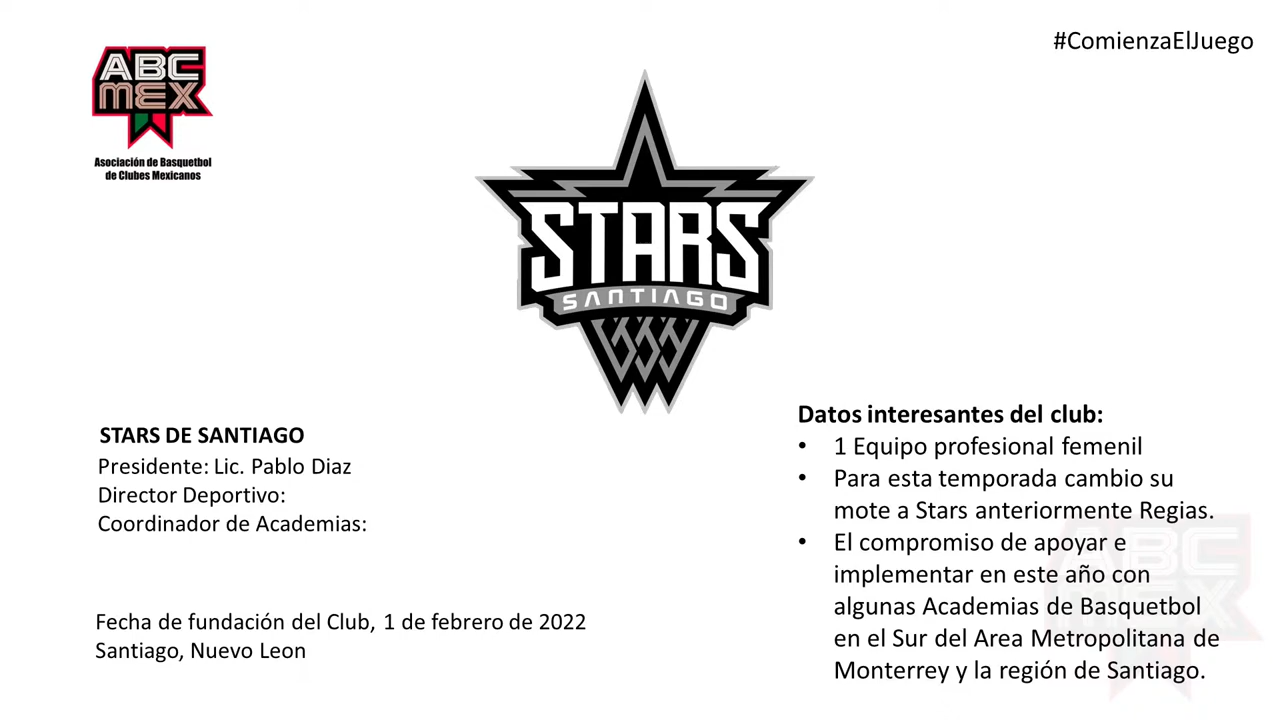 #ComienzaElJuego
ABC
MEX
Asociación de Basquetbol
de Clubes Mexicanos
STARS
SANTIAGO
STARS DE SANTIAGO
Presidente: Lic. Pablo Diaz
Director Deportivo:
Coordinador de Academias:
Fecha de fundación del Club, 1 de febrero de 2022
Santiago, Nuevo Leon
Datos interesantes del club:
• 1 Equipo profesional femenil
• Para esta temporada cambio su
mote a Stars anteriormente Regias.
• El compromiso de apoyar e
implementar en este año con
algunas Academias de Basquetbol
en el Sur del Area Metropolitana de
Monterrey y la región de Santiago.
ABC
MEX